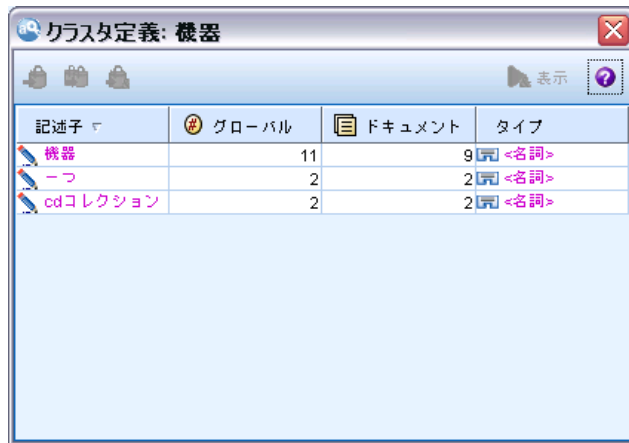 クラスタ定義: 機器
表示
記述子 グローバル ドキュメント タイプ
機器 11 9 <名詞>
一つ 2 2 <名詞>
cdコレクション 2 2 <名詞>